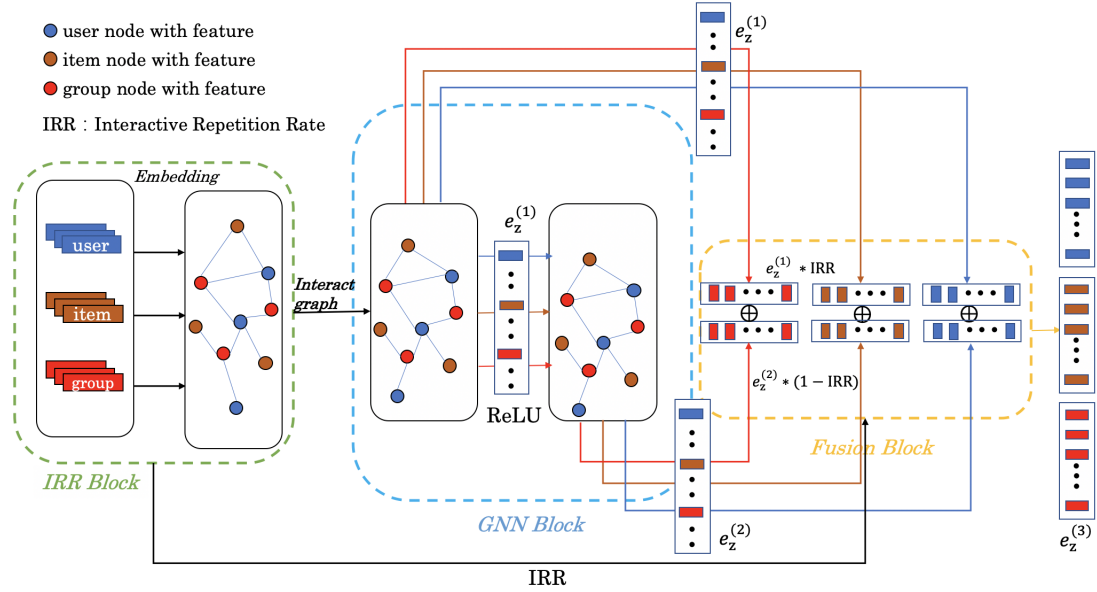 user node with feature
item node with feature
group node with feature
IRR : Interactive Repetition Rate
Embedding
user
item
group
IRR Block
Interact
graph
e_z^(1)
ReLU
GNN Block
e_z^(1)
e_z^(1) * IRR
e_z^(2) * (1 − IRR)
Fusion Block
e_z^(2)
e_z^(3)
IRR